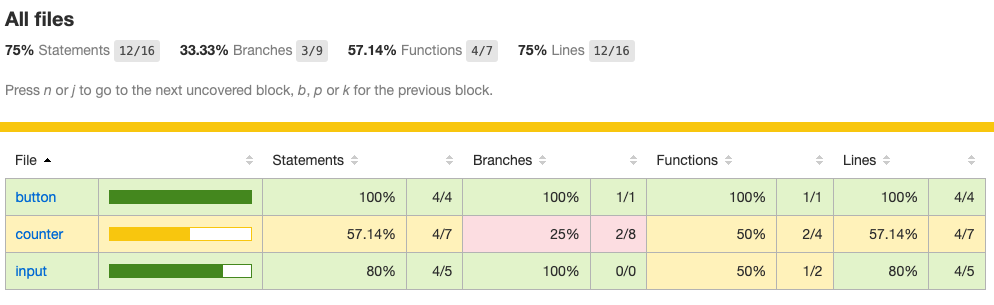 All files
75% Statements 12/16 33.33% Branches 3/9 57.14% Functions 4/7 75% Lines 12/16
Press n or j to go to the next uncovered block, b, p or k for the previous block.
File Statements Branches Functions Lines
button 100% 4/4 100% 1/1 100% 1/1 100% 4/4
counter 57.14% 4/7 25% 2/8 50% 2/4 57.14% 4/7
input 80% 4/5 100% 0/0 50% 1/2 80% 4/5